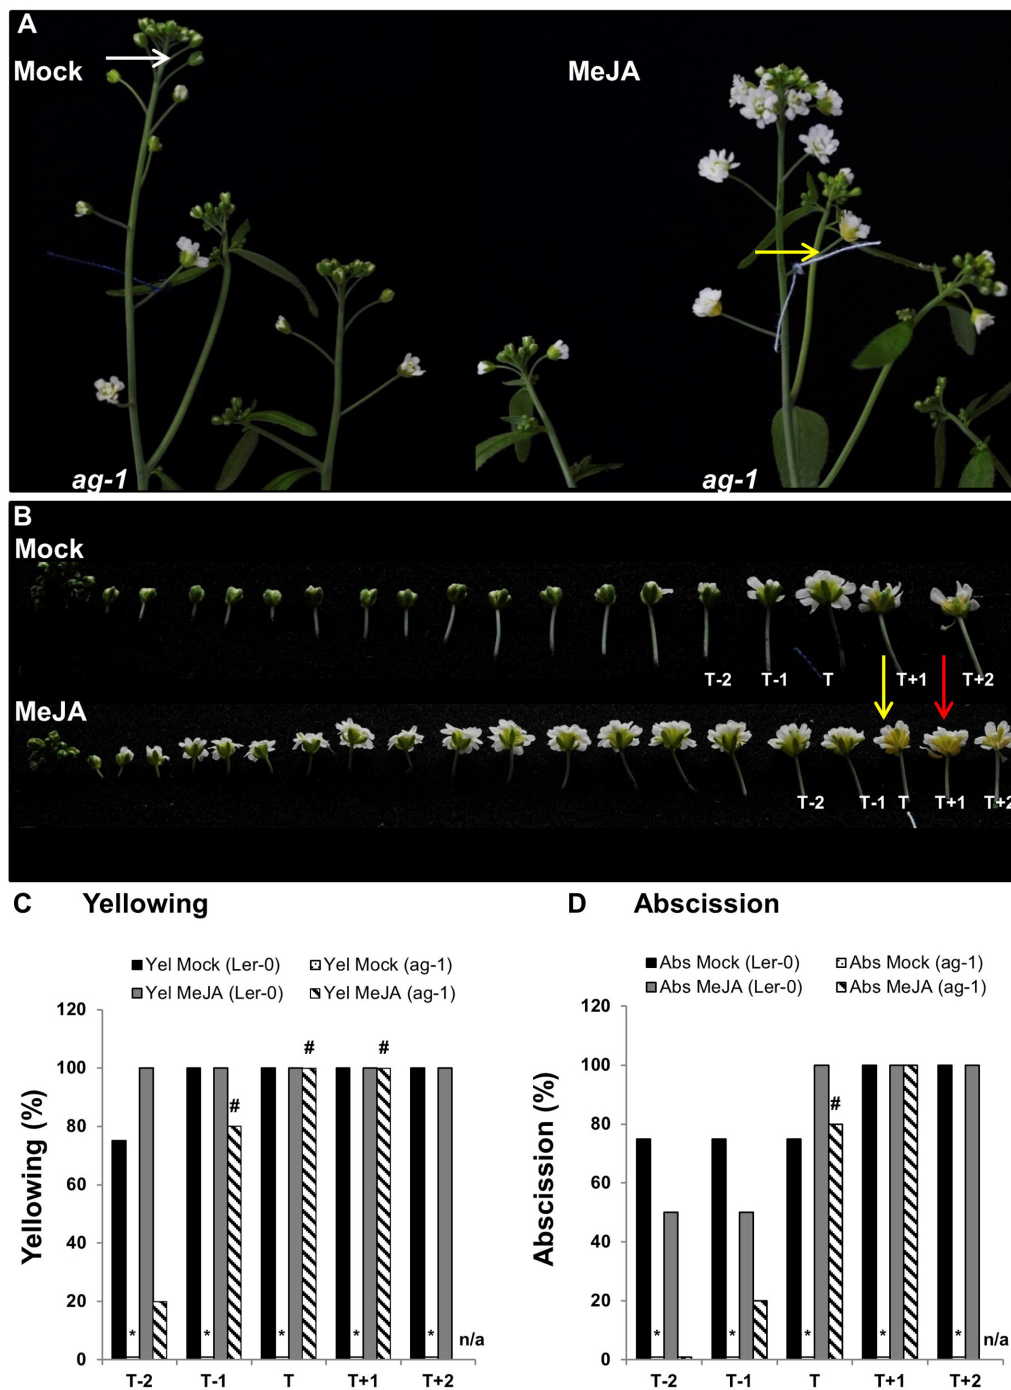 A
Mock
MeJA
ag-1
ag-1
B
Mock
T-2
T-1
T
T+1
T+2
MeJA
T-2
T-1
T
T+1
T+2
C Yellowing
Yel Mock (Ler-0)
Yel Mock (ag-1)
Yel MeJA (Ler-0)
Yel MeJA (ag-1)
Yellowing (%)
120
100
80
60
40
20
0
#
#
#
*
*
*
*
*
n/a
T-2
T-1
T
T+1
T+2
D Abscission
Abs Mock (Ler-0)
Abs Mock (ag-1)
Abs MeJA (Ler-0)
Abs MeJA (ag-1)
Abscission (%)
120
100
80
60
40
20
0
#
*
*
*
*
*
n/a
T-2
T-1
T
T+1
T+2